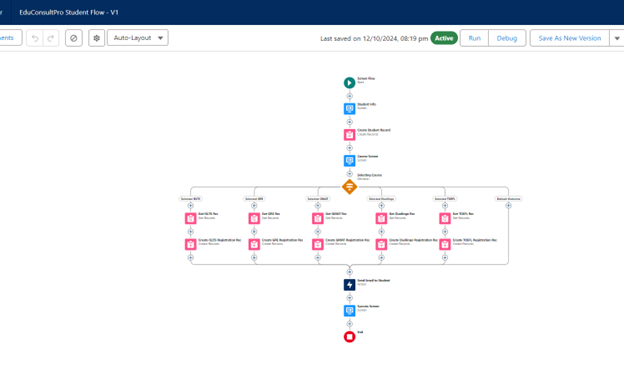 EduConsultPro Student Flow - V1
Auto-Layout
Last saved on 12/10/2024, 08:19 pm
Active
Run
Debug
Save As New Version
Screen Flow
Start
Student Info
Screen
Create Student Record
Create Records
Course Screen
Screen
Selecting Course
Decision
Selected IELTS
Selected GRE
Selected GMAT
Selected Duolingo
Selected TOEFL
Default Outcome
Get IELTS Rec
Get Records
Get GRE Rec
Get Records
Get GMAT Rec
Get Records
Get Duolingo Rec
Get Records
Get TOEFL Rec
Get Records
Create IELTS Registration Rec
Create Records
Create GRE Registration Rec
Create Records
Create GMAT Registration Rec
Create Records
Create Duolingo Registration Rec
Create Records
Create TOEFL Registration Rec
Create Records
Send Email to Student
Action
Success Screen
Screen
End